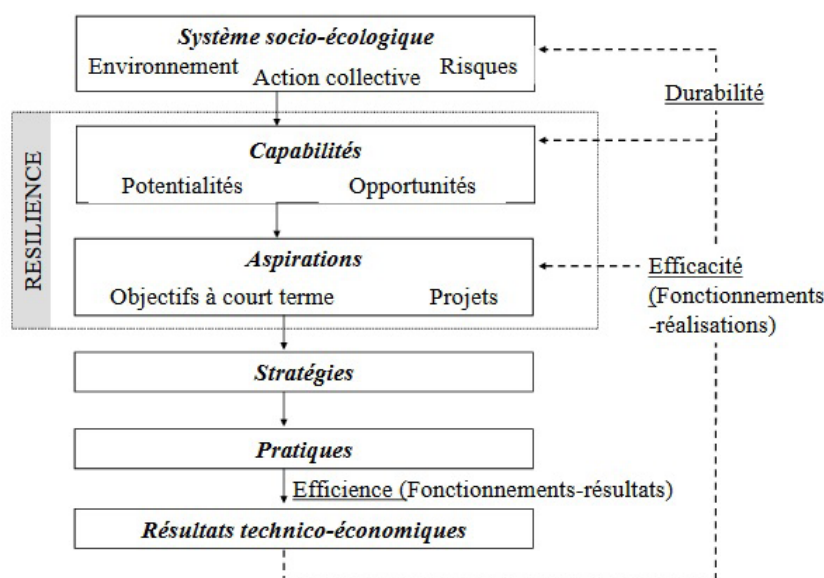 Système socio-écologique
Environnement
Risques
Action collective
Durabilité
RESILIENCE
Capabilités
Potentialités
Opportunités
Aspirations
Objectifs à court terme
Projets
Efficacité
(Fonctionnements
-réalisations)
Stratégies
Pratiques
Efficience (Fonctionnements-résultats)
Résultats technico-économiques